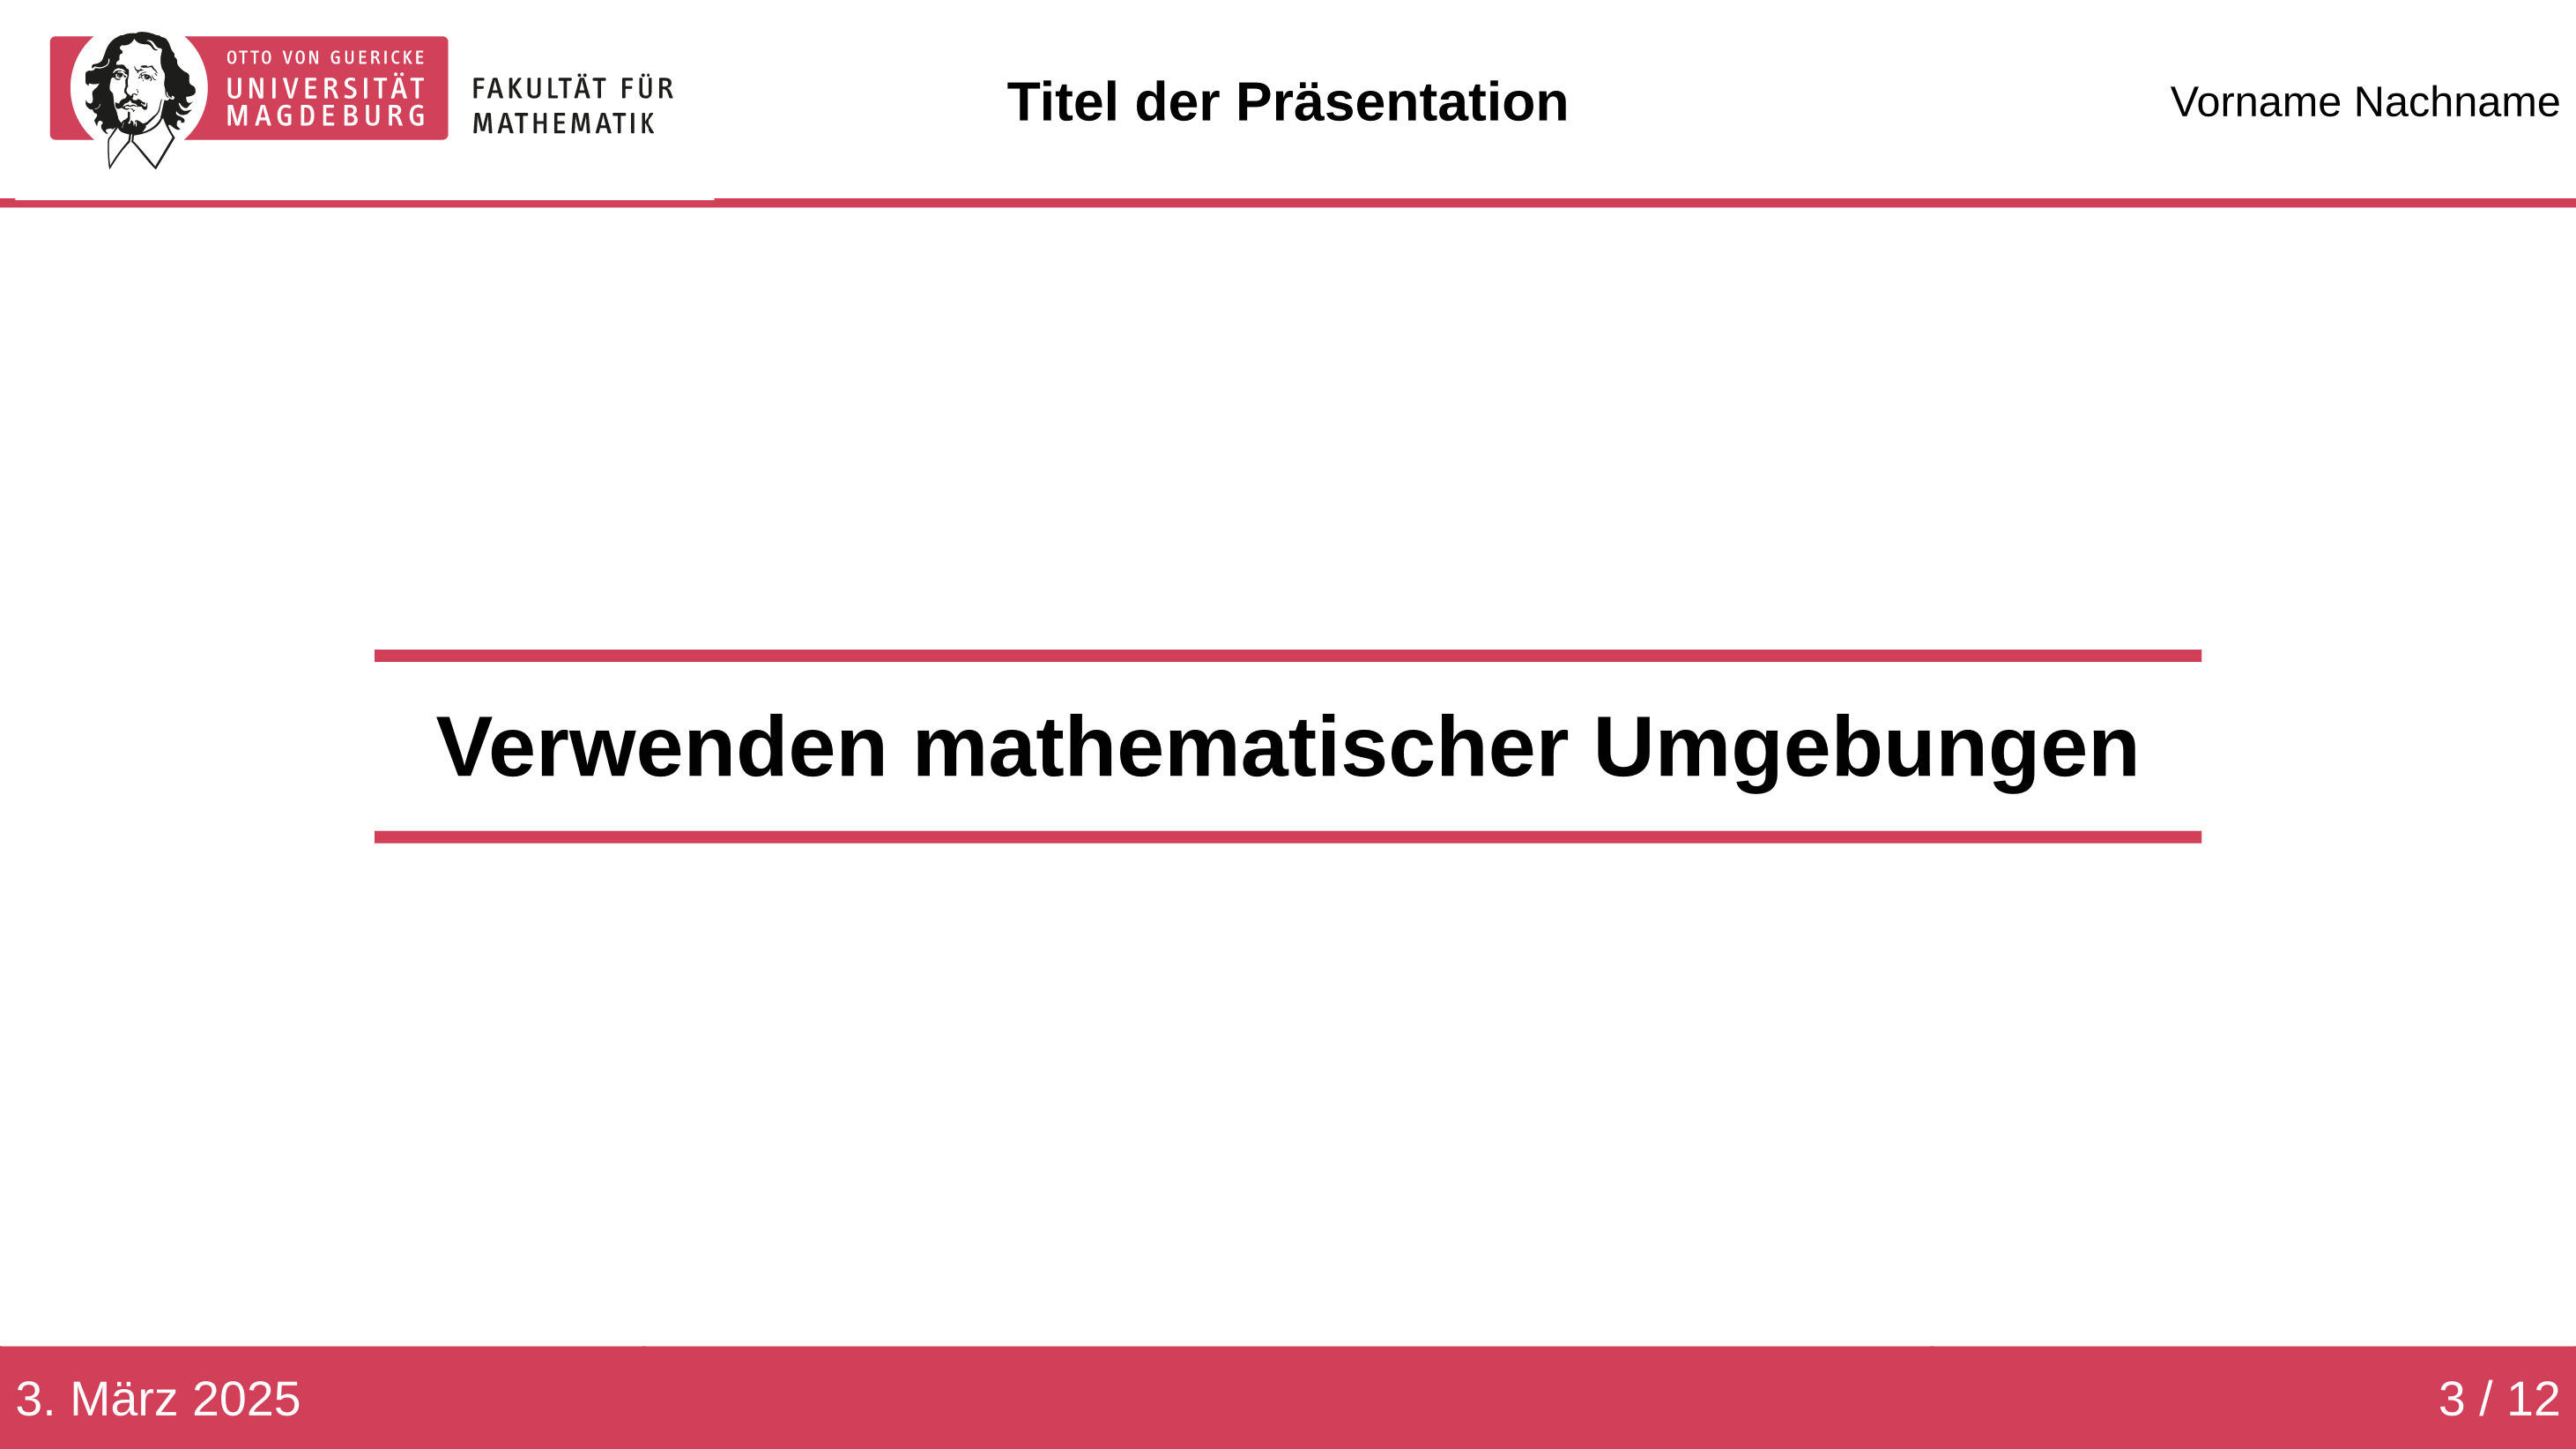 OTTO VON GUERICKE
UNIVERSITÄT
MAGDEBURG
FAKULTÄT FÜR
MATHEMATIK
Titel der Präsentation
Vorname Nachname
Verwenden mathematischer Umgebungen
3. März 2025
3 / 12